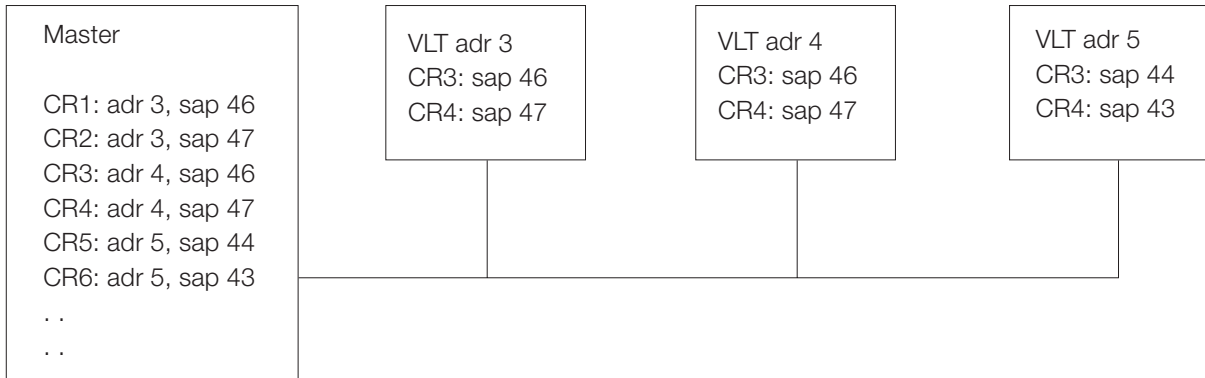 Master
CR1: adr 3, sap 46
CR2: adr 3, sap 47
CR3: adr 4, sap 46
CR4: adr 4, sap 47
CR5: adr 5, sap 44
CR6: adr 5, sap 43
. .
. .
VLT adr 3
CR3: sap 46
CR4: sap 47
VLT adr 4
CR3: sap 46
CR4: sap 47
VLT adr 5
CR3: sap 44
CR4: sap 43